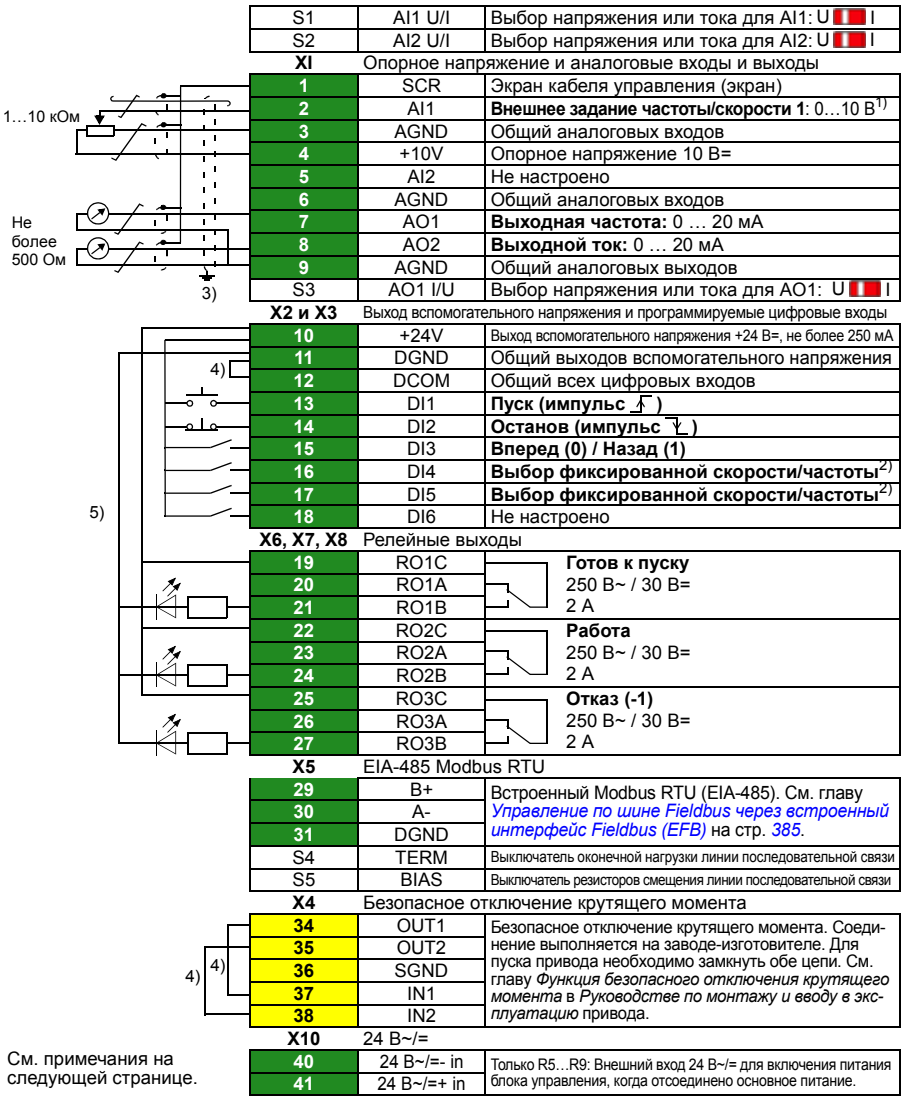 S1 AI1 U/I Выбор напряжения или тока для AI1: U I
S2 AI2 U/I Выбор напряжения или тока для AI2: U I
XI Опорное напряжение и аналоговые входы и выходы
1 SCR Экран кабеля управления (экран)
1…10 кОм
2 AI1 Внешнее задание частоты/скорости 1: 0…10 В1)
3 AGND Общий аналоговых входов
4 +10V Опорное напряжение 10 В=
5 AI2 Не настроено
6 AGND Общий аналоговых входов
Не
более
500 Ом
7 AO1 Выходная частота: 0 … 20 мА
8 AO2 Выходной ток: 0 … 20 мА
9 AGND Общий аналоговых выходов
3)
S3 AO1 I/U Выбор напряжения или тока для AO1: U I
X2 и X3 Выход вспомогательного напряжения и программируемые цифровые входы
10 +24V Выход вспомогательного напряжения +24 В=, не более 250 мА
11 DGND Общий выходов вспомогательного напряжения
4)
12 DCOM Общий всех цифровых входов
13 DI1 Пуск (импульс )
14 DI2 Останов (импульс )
15 DI3 Вперед (0) / Назад (1)
16 DI4 Выбор фиксированной скорости/частоты2)
17 DI5 Выбор фиксированной скорости/частоты2)
5)
18 DI6 Не настроено
X6, X7, X8 Релейные выходы
19 RO1C Готов к пуску
20 RO1A 250 В~ / 30 В=
21 RO1B 2 А
22 RO2C Работа
23 RO2A 250 В~ / 30 В=
24 RO2B 2 А
25 RO3C Отказ (-1)
26 RO3A 250 В~ / 30 В=
27 RO3B 2 А
X5 EIA-485 Modbus RTU
29 B+ Встроенный Modbus RTU (EIA-485). См. главу
30 A- Управление по шине Fieldbus через встроенный
31 DGND интерфейс Fieldbus (EFB) на стр. 385.
S4 TERM Выключатель оконечной нагрузки линии последовательной связи
S5 BIAS Выключатель резисторов смещения линии последовательной связи
X4 Безопасное отключение крутящего момента
34 OUT1 Безопасное отключение крутящего момента. Соеди-
35 OUT2 нение выполняется на заводе-изготовителе. Для
36 SGND пуска привода необходимо замкнуть обе цепи. См.
4) 4)
37 IN1 главу Функция безопасного отключения крутящего
момента в Руководстве по монтажу и вводу в экс-
38 IN2 плуатацию привода.
X10 24 В~/=
См. примечания на
следующей странице.
40 24 В~/=- in Только R5…R9: Внешний вход 24 В~/= для включения питания
41 24 В~/=+ in блока управления, когда отсоединено основное питание.